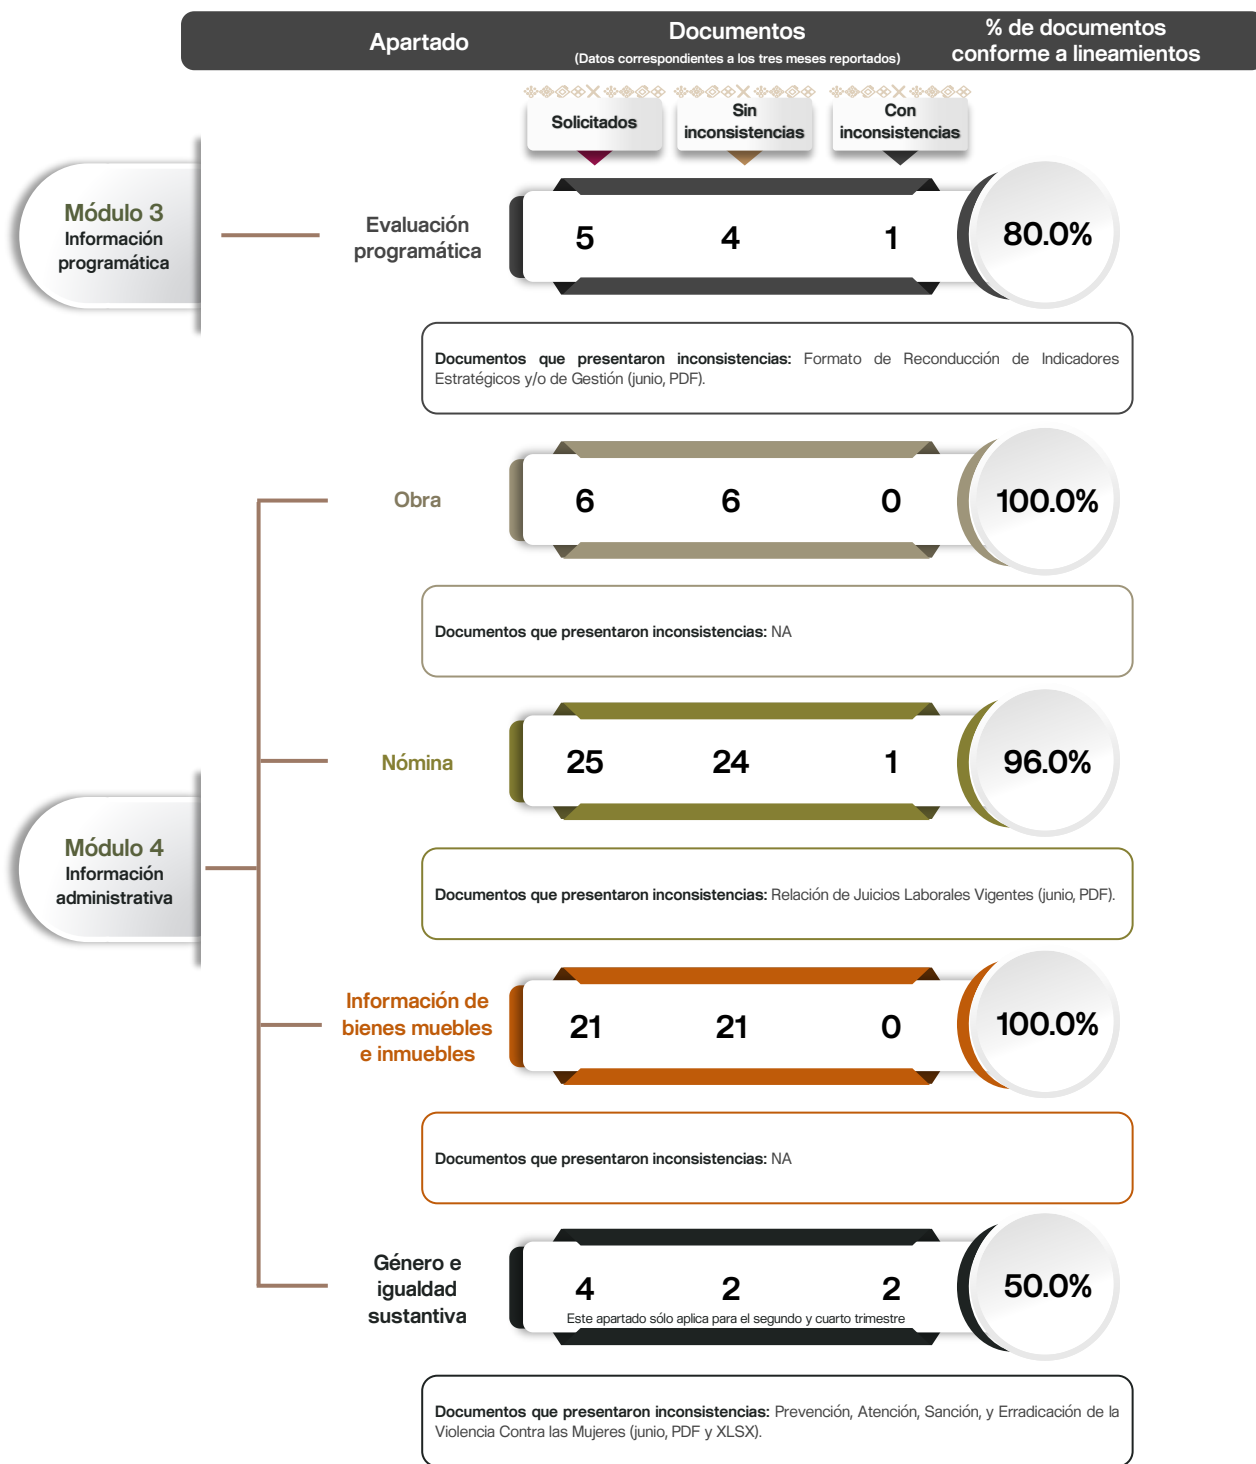 Apartado
Documentos
(Datos correspondientes a los tres meses reportados)
% de documentos
conforme a lineamientos
Solicitados
Sin
inconsistencias
Con
inconsistencias
Módulo 3
Información
programática
Evaluación
programática
5 4 1 80.0%
Documentos que presentaron inconsistencias: Formato de Reconducción de Indicadores
Estratégicos y/o de Gestión (junio, PDF).
Obra
6 6 0 100.0%
Documentos que presentaron inconsistencias: NA
Nómina
25 24 1 96.0%
Módulo 4
Información
administrativa
Documentos que presentaron inconsistencias: Relación de Juicios Laborales Vigentes (junio, PDF).
Información de
bienes muebles
e inmuebles
21 21 0 100.0%
Documentos que presentaron inconsistencias: NA
Género e
igualdad
sustantiva
4 2 2 50.0%
Este apartado sólo aplica para el segundo y cuarto trimestre
Documentos que presentaron inconsistencias: Prevención, Atención, Sanción, y Erradicación de la
Violencia Contra las Mujeres (junio, PDF y XLSX).